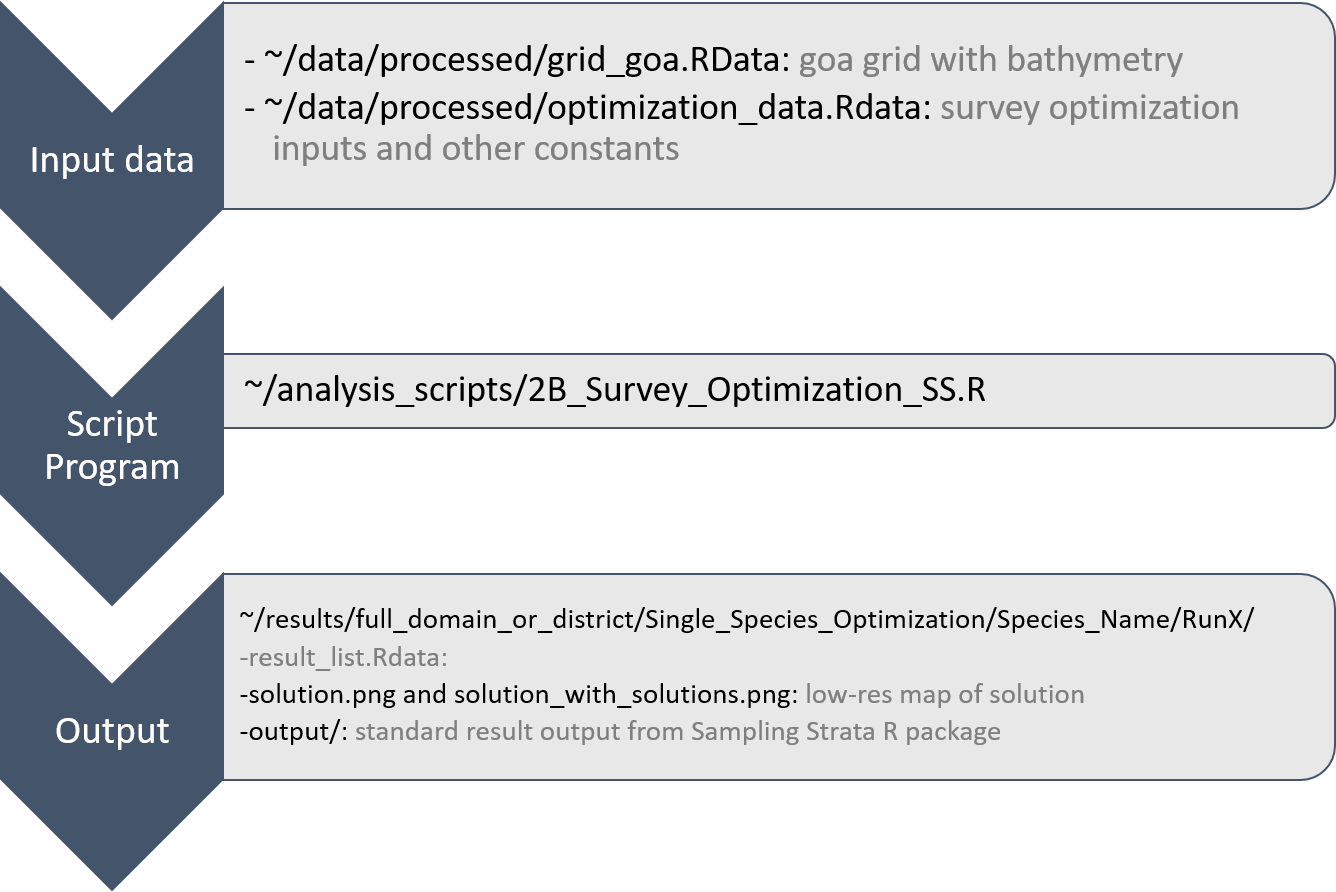 Input data
- ~/data/processed/grid_goa.RData: goa grid with bathymetry
- ~/data/processed/optimization_data.Rdata: survey optimization
inputs and other constants
Script
Program
~/analysis_scripts/2B_Survey_Optimization_SS.R
Output
~/results/full_domain_or_district/Single_Species_Optimization/Species_Name/RunX/
-result_list.Rdata:
-solution.png and solution_with_solutions.png: low-res map of solution
-output/: standard result output from Sampling Strata R package